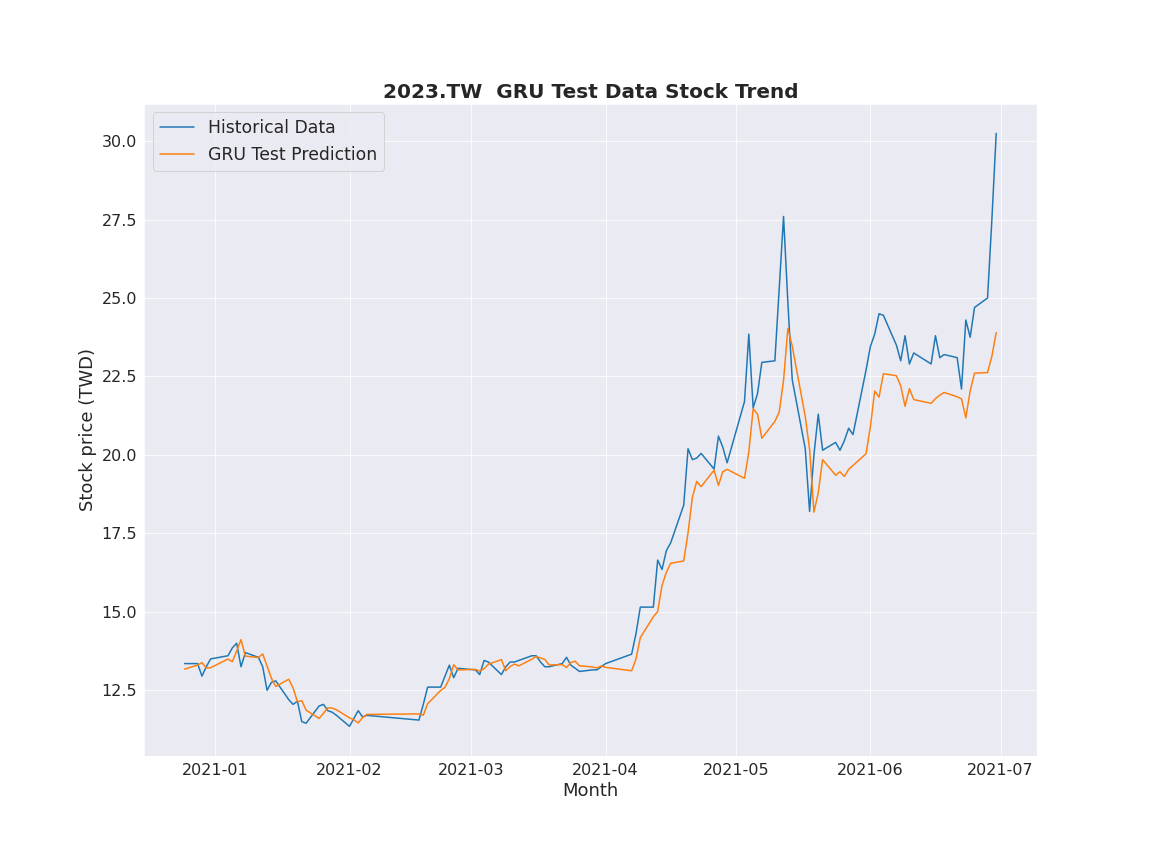 2023.TW  GRU Test Data Stock Trend
Historical Data
GRU Test Prediction
30.0
27.5
25.0
22.5
20.0
17.5
15.0
12.5
Stock price (TWD)
2021-01 2021-02 2021-03 2021-04 2021-05 2021-06 2021-07
Month